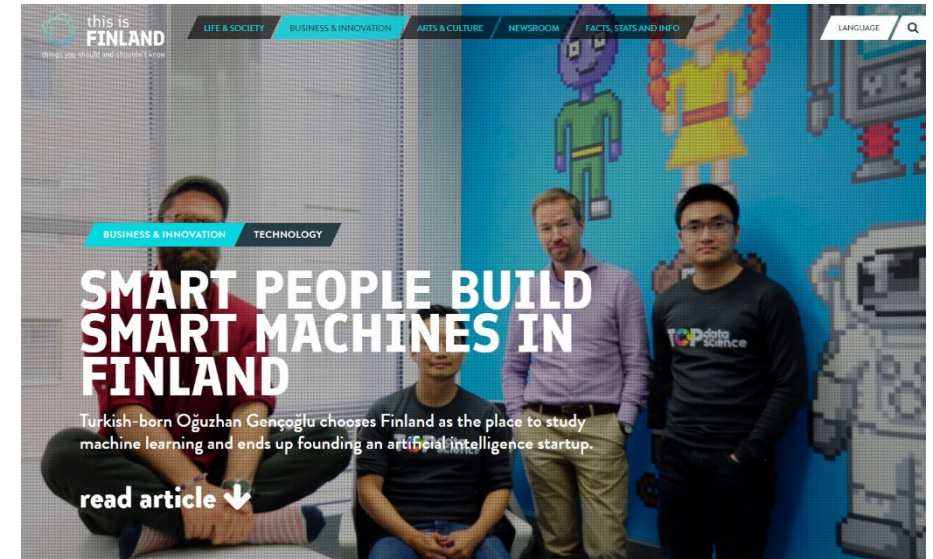 this is
FINLAND
things you should and shouldn't know
LIFE & SOCIETY
BUSINESS & INNOVATION
ARTS & CULTURE
NEWSROOM
FACTS, STATS AND INFO
LANGUAGE
BUSINESS & INNOVATION
TECHNOLOGY
SMART PEOPLE BUILD
SMART MACHINES IN
FINLAND
Turkish-born Oğuzhan Gençoğlu chooses Finland as the place to study
machine learning and ends up founding an artificial intelligence startup.
read article
TOP data
science